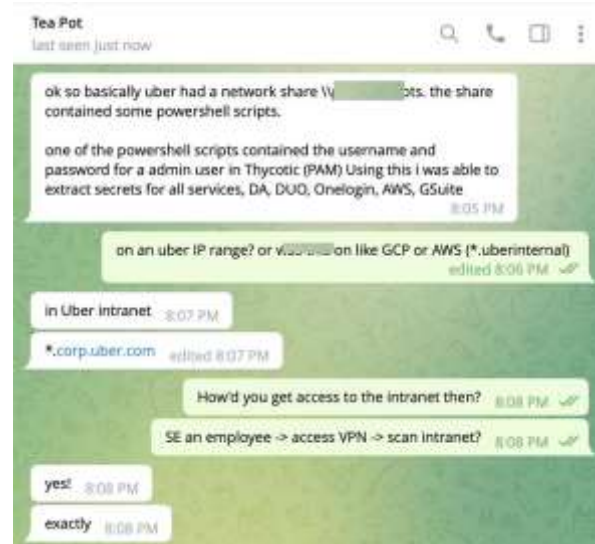 Tea Pot
last seen just now
ok so basically uber had a network share \\ pts. the share
contained some powershell scripts.
one of the powershell scripts contained the username and
password for a admin user in Thycotic (PAM) Using this i was able to
extract secrets for all services, DA, DUO, Onelogin, AWS, GSuite
8:05 PM
on an uber IP range? or on like GCP or AWS (*.uberinternal)
edited 8:06 PM
in Uber intranet 8:07 PM
*.corp.uber.com edited 8:07 PM
How'd you get access to the intranet then? 8:08 PM
SE an employee -> access VPN -> scan intranet? 8:08 PM
yes! 8:08 PM
exactly 8:08 PM